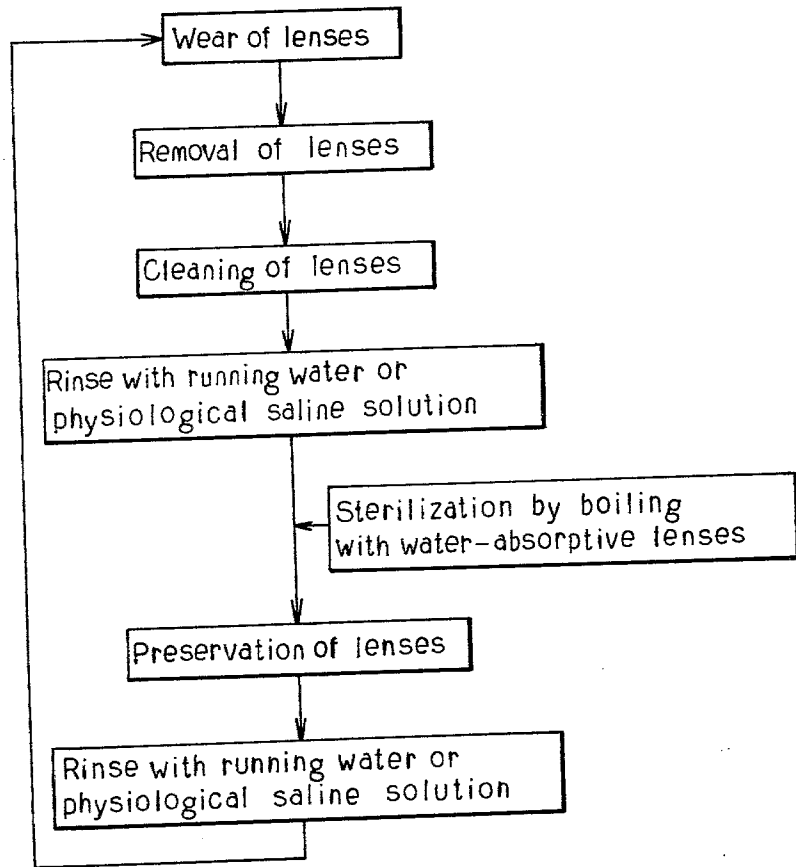 Wear of lenses
Removal of lenses
Cleaning of lenses
Rinse with running water or
physiological saline solution
Sterilization by boiling
with water-absorptive lenses
Preservation of lenses
Rinse with running water or
physiological saline solution